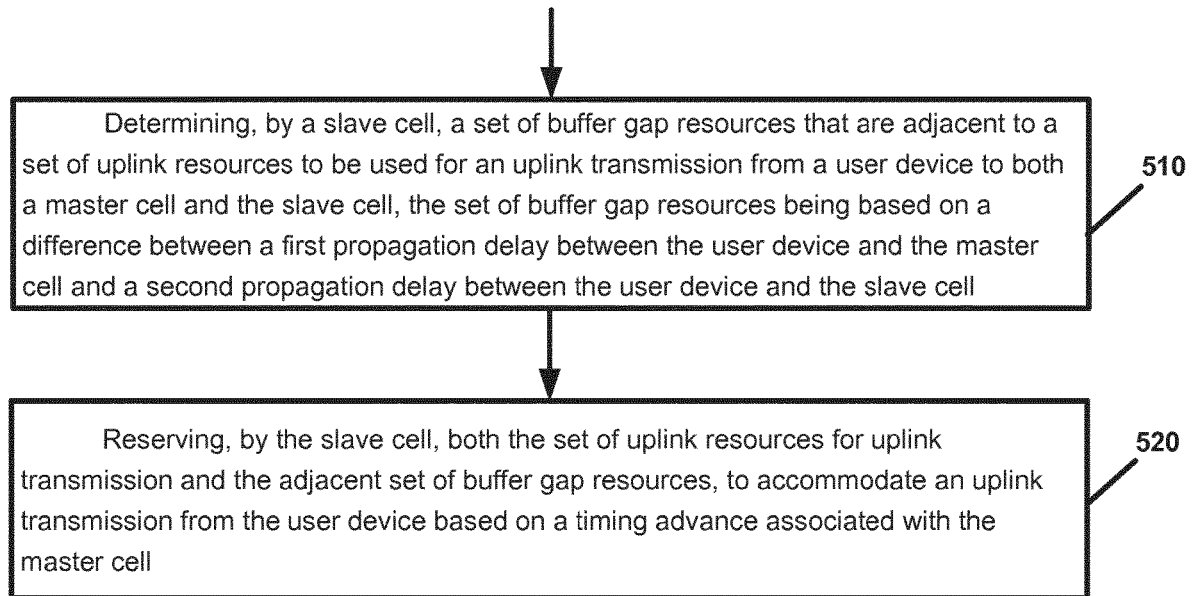 Determining, by a slave cell, a set of buffer gap resources that are adjacent to a
set of uplink resources to be used for an uplink transmission from a user device to both
a master cell and the slave cell, the set of buffer gap resources being based on a
difference between a first propagation delay between the user device and the master
cell and a second propagation delay between the user device and the slave cell
510
Reserving, by the slave cell, both the set of uplink resources for uplink
transmission and the adjacent set of buffer gap resources, to accommodate an uplink
transmission from the user device based on a timing advance associated with the
master cell
520